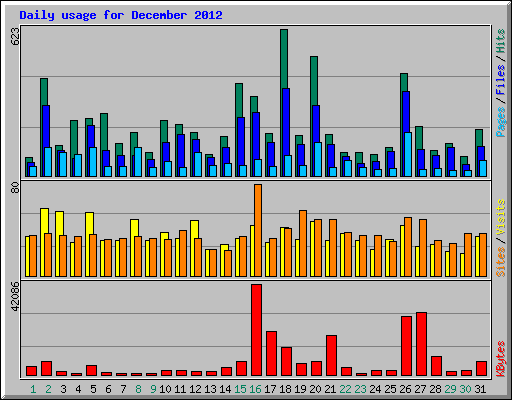 Daily usage for December 2012
623
Pages / Files / Hits
80
Sites / Visits
42086
KBytes
1 2 3 4 5 6 7 8 9 10 11 12 13 14 15 16 17 18 19 20 21 22 23 24 25 26 27 28 29 30 31